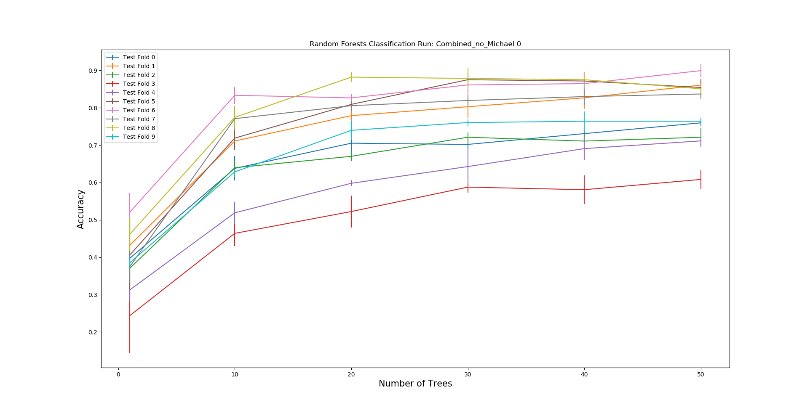 Random Forests Classification Run: Combined_no_Michael 0
Test Fold 0
Test Fold 1
Test Fold 2
Test Fold 3
Test Fold 4
Test Fold 5
Test Fold 6
Test Fold 7
Test Fold 8
Test Fold 9
Accuracy
0.9
0.8
0.7
0.6
0.5
0.4
0.3
0.2
0 10 20 30 40 50
Number of Trees